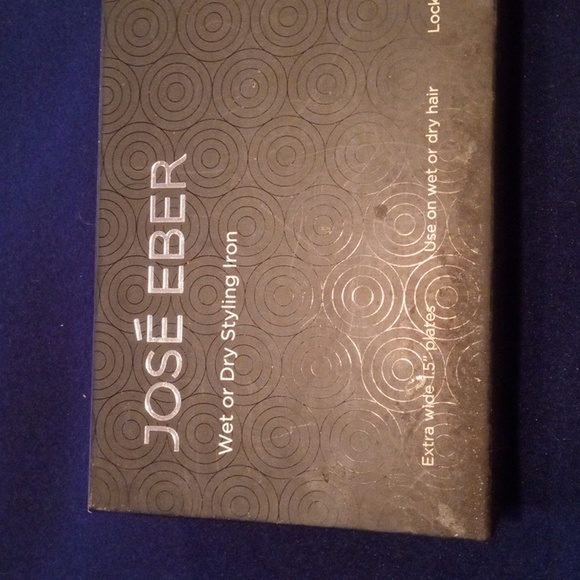 JOSÉ EBER
Wet or Dry Styling Iron
Extra wide 1.5" plates
Use on wet or dry hair
Lock